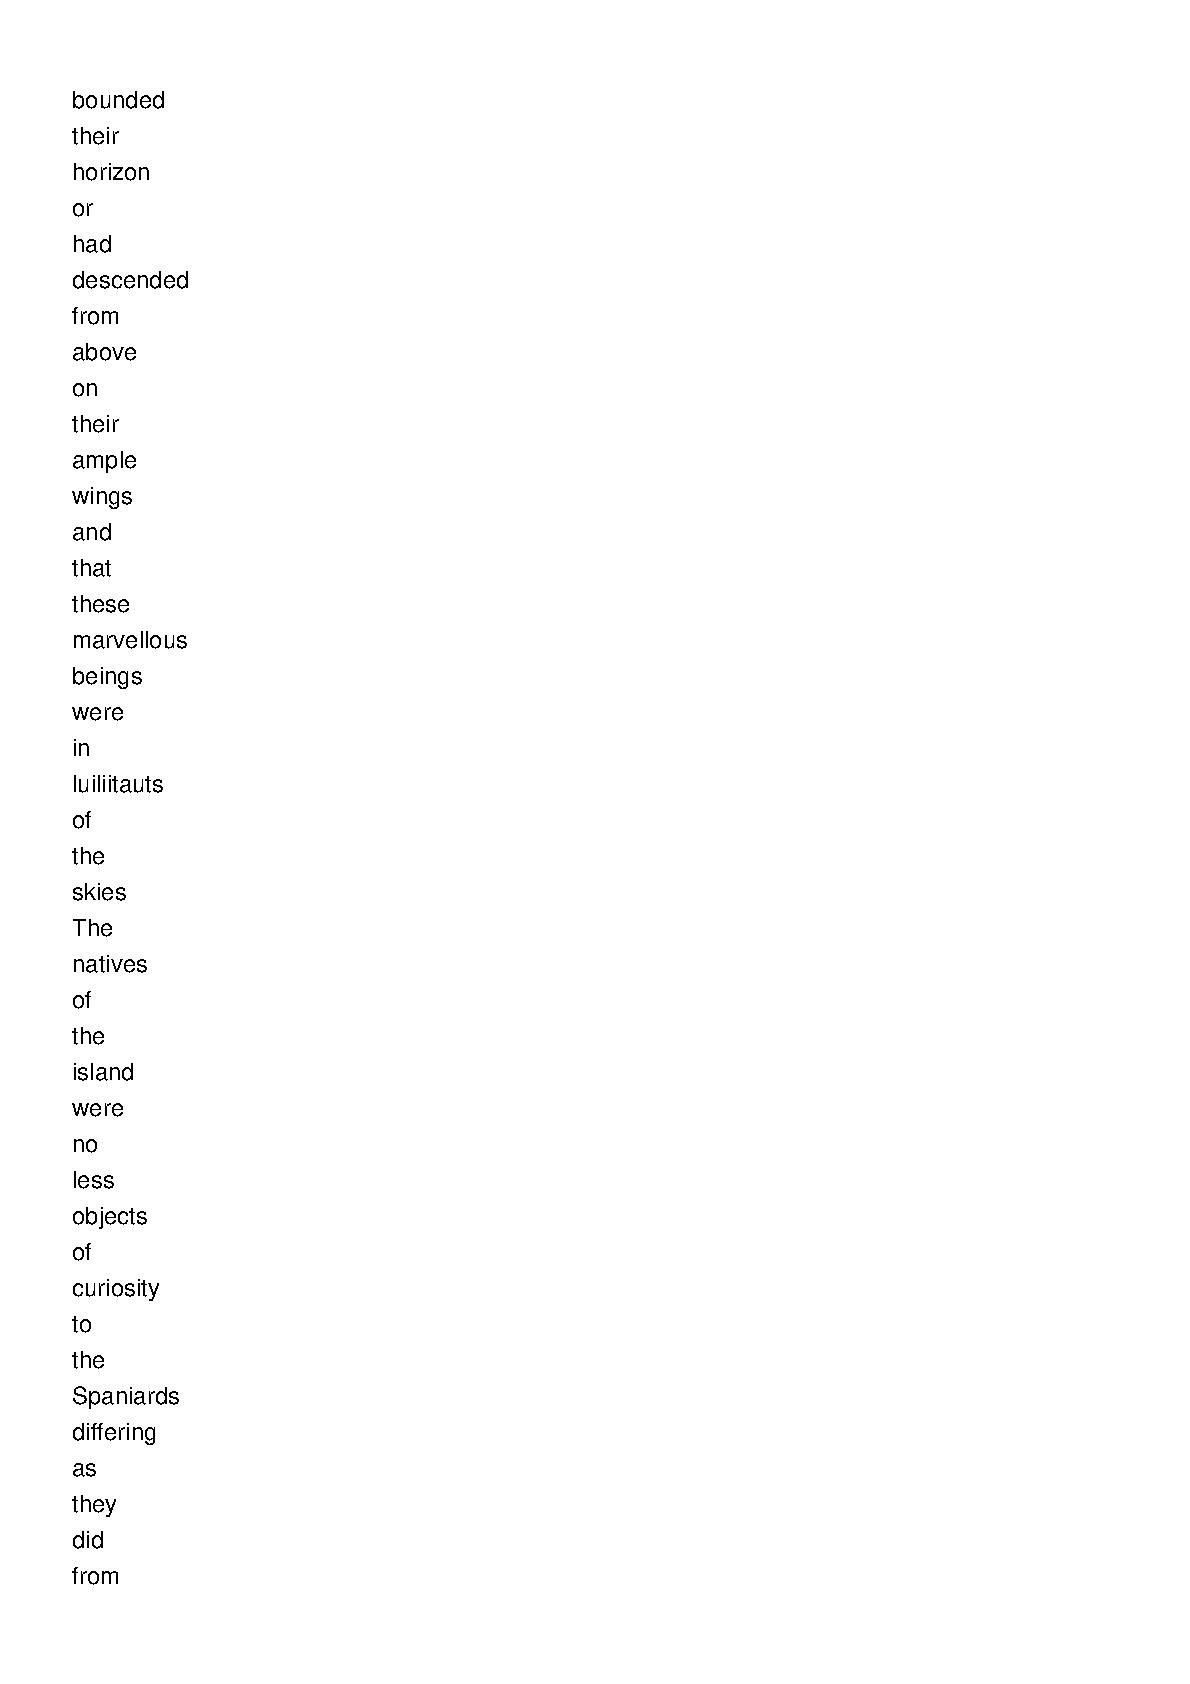 bounded
their
horizon
or
had
descended
from
above
on
their
ample
wings
and
that
these
marvellous
beings
were
in
luiliitauts
of
the
skies
The
natives
of
the
island
were
no
less
objects
of
curiosity
to
the
Spaniards
differing
as
they
did
from